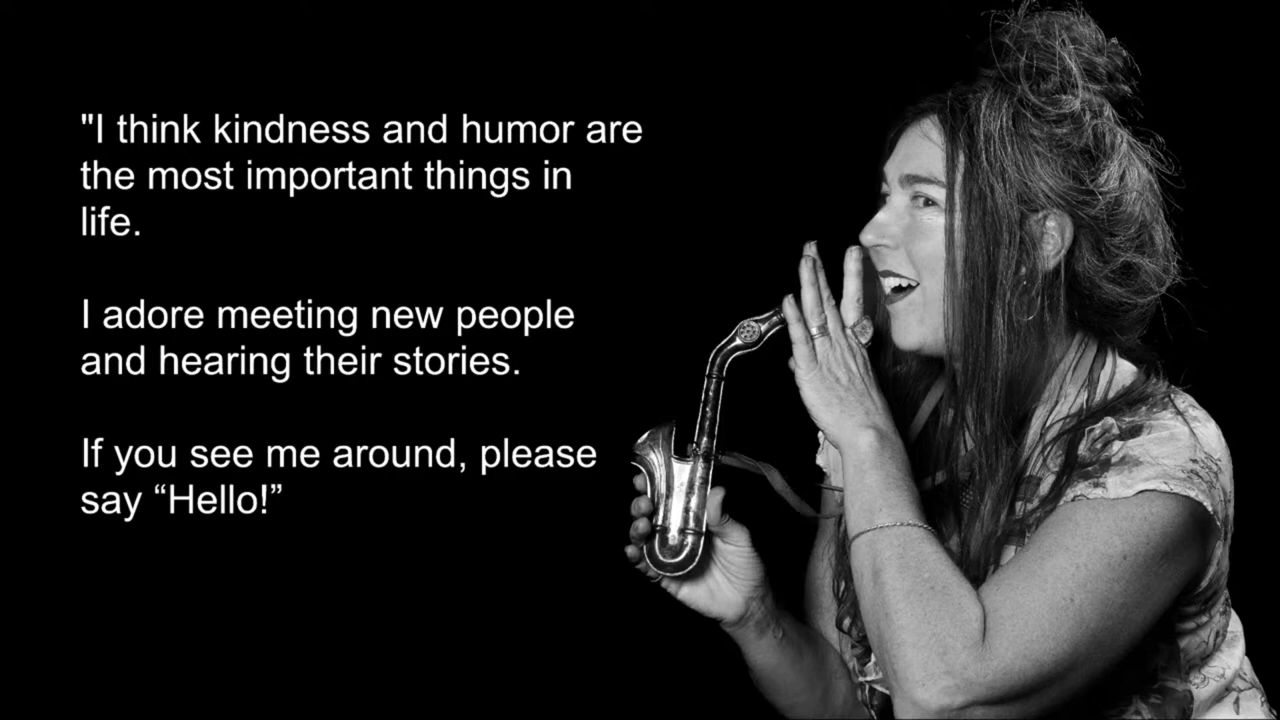 "I think kindness and humor are
the most important things in
life.
I adore meeting new people
and hearing their stories.
If you see me around, please
say “Hello!”